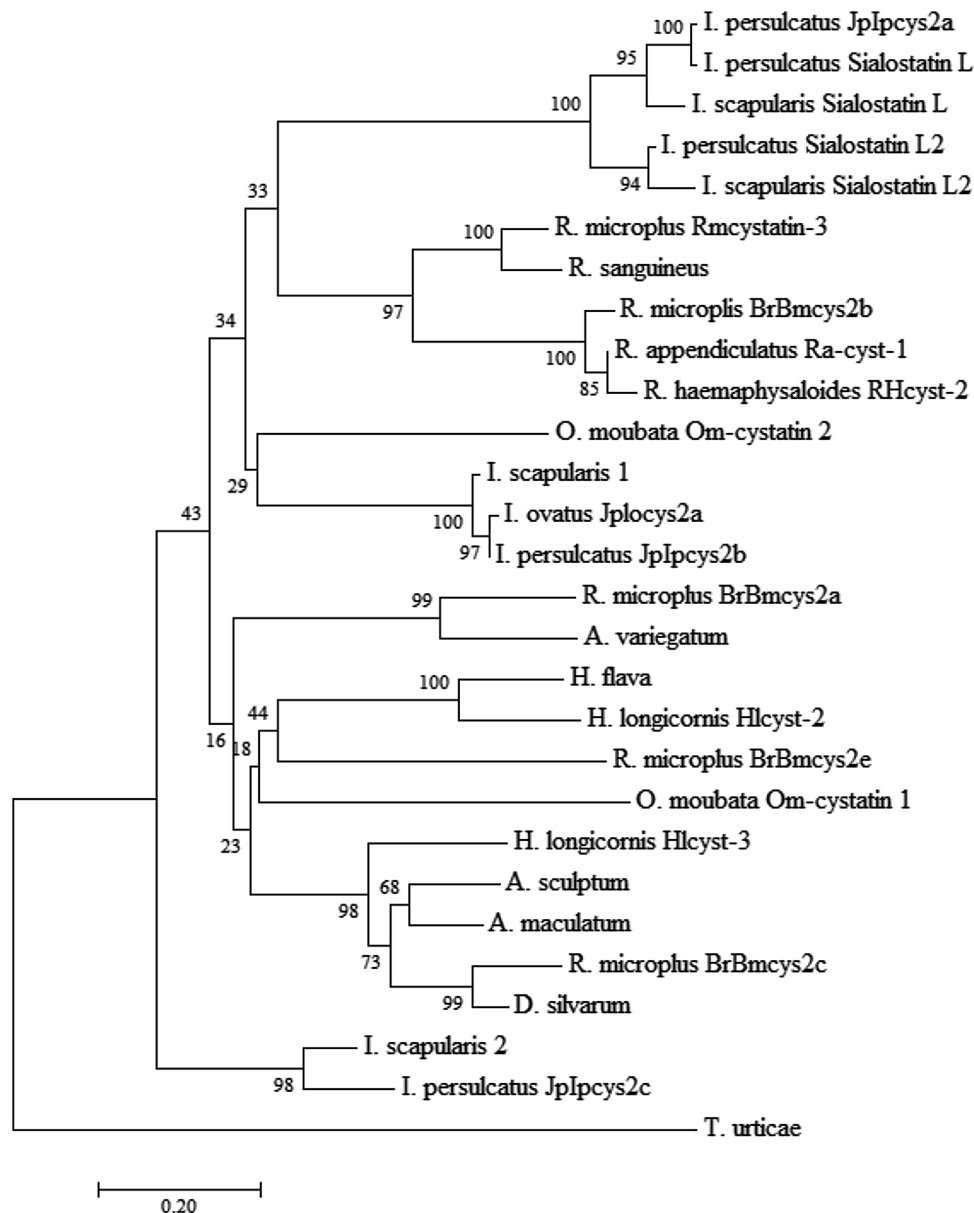 100
I. persulcatus JpIpcys2a
95
I. persulcatus Sialostatin L
100
I. scapularis Sialostatin L
I. persulcatus Sialostatin L2
94
I. scapularis Sialostatin L2
33
100
R. microplus Rmcystatin-3
R. sanguineus
97
R. microplis BrBmcys2b
34
100
R. appendiculatus Ra-cyst-1
85
R. haemaphysaloides RHcyst-2
O. moubata Om-cystatin 2
29
I. scapularis 1
43
100
I. ovatus Jplocys2a
97
I. persulcatus JpIpcys2b
99
R. microplus BrBmcys2a
A. variegatum
100
H. flava
44
H. longicornis Hlcyst-2
16
18
R. microplus BrBmcys2e
O. moubata Om-cystatin 1
23
H. longicornis Hlcyst-3
68
A. sculptum
98
A. maculatum
73
R. microplus BrBmcys2c
99
D. silvarum
I. scapularis 2
98
I. persulcatus JpIpcys2c
T. urticae
0.20